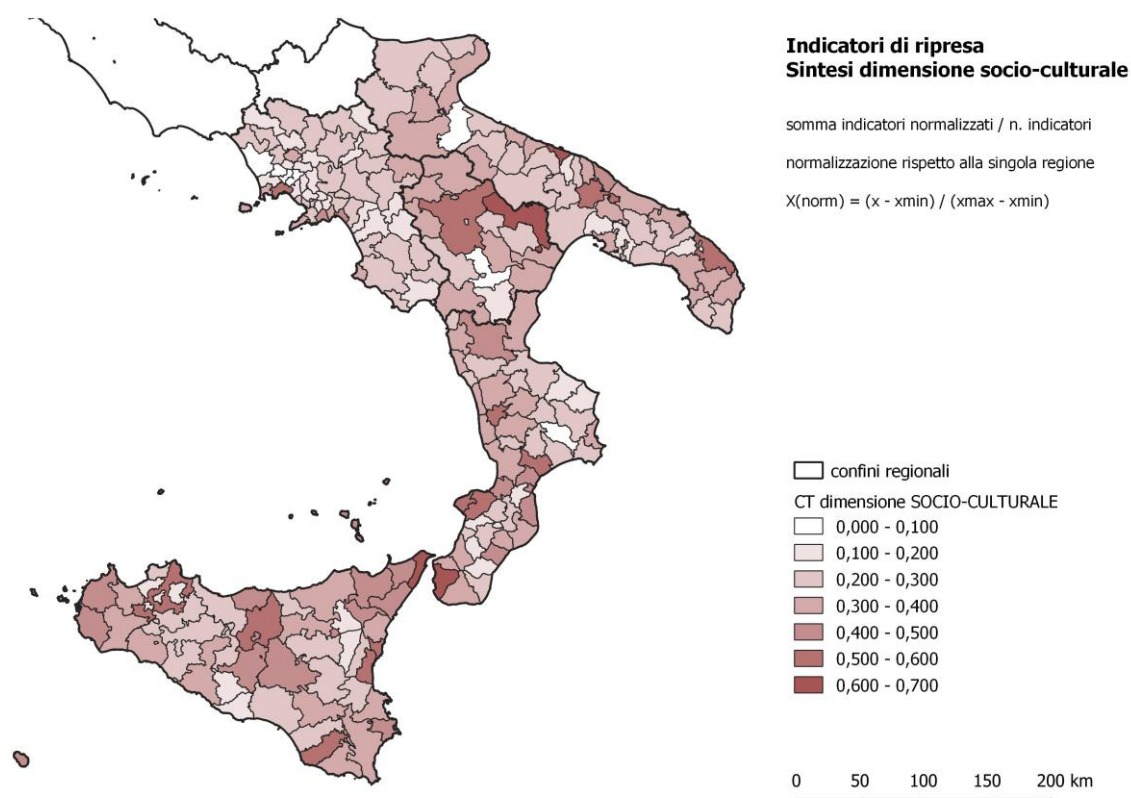 Indicatori di ripresa
Sintesi dimensione socio-culturale
somma indicatori normalizzati / n. indicatori
normalizzazione rispetto alla singola regione
X(norm) = (x - xmin) / (xmax - xmin)
confini regionali
CT dimensione SOCIO-CULTURALE
0,000 - 0,100
0,100 - 0,200
0,200 - 0,300
0,300 - 0,400
0,400 - 0,500
0,500 - 0,600
0,600 - 0,700
0 50 100 150 200 km